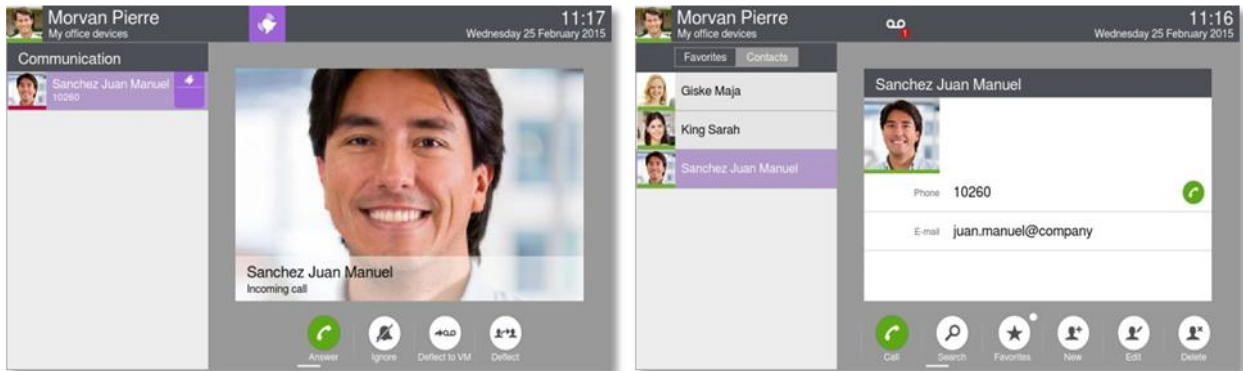 Morvan Pierre
My office devices
11:17
Wednesday 25 February 2015
Communication
Sanchez Juan Manuel
10260
Sanchez Juan Manuel
Incoming call
Answer
Ignore
Deflect to VM
Deflect
Morvan Pierre
My office devices
1
11:16
Wednesday 25 February 2015
Favorites
Contacts
Giske Maja
King Sarah
Sanchez Juan Manuel
Sanchez Juan Manuel
Phone 10260
E-mail juan.manuel@company
Call
Search
Favorites
New
Edit
Delete